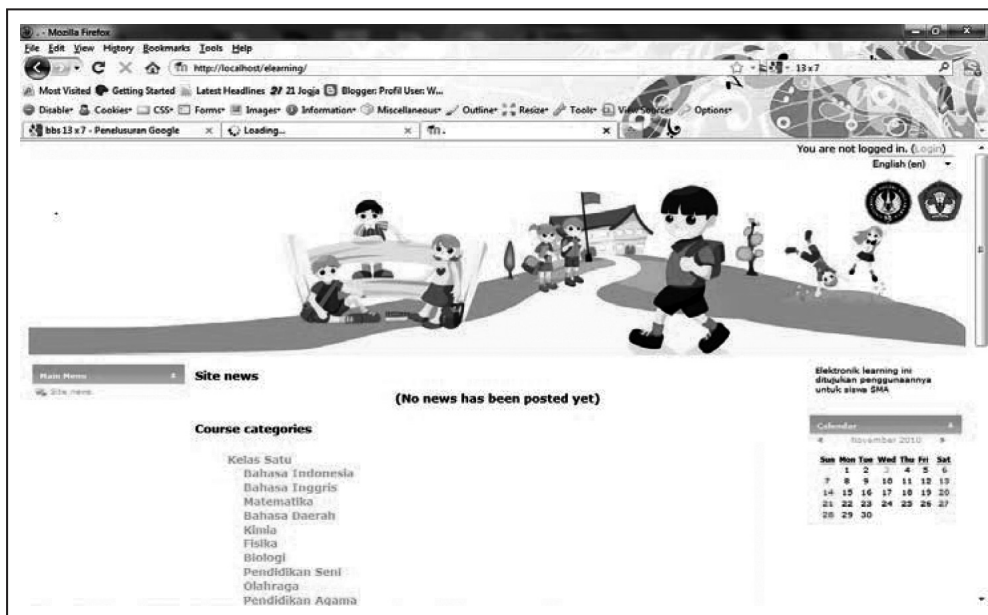 . - Mozilla Firefox
File Edit View History Bookmarks Tools Help
http://localhost/elearning/
13 x 7
Most Visited Getting Started Latest Headlines 21 Jogja Blogger: Profil User: W...
Disable Cookies CSS Forms Images Information Miscellaneous Outline Resize Tools View Source Options
bbs 13 x 7 - Penelusuran Google Loading... .
You are not logged in. (Login)
English (en)
Main Menu
Site news
Site news
(No news has been posted yet)
Course categories
Kelas Satu
Bahasa Indonesia
Bahasa Inggris
Matematika
Bahasa Daerah
Kimia
Fisika
Biologi
Pendidikan Seni
Olahraga
Pendidikan Agama
Elektronik learning ini
ditujukan penggunaannya
untuk siswa SMA
Calendar
November 2010
Sun Mon Tue Wed Thu Fri Sat
1 2 3 4 5 6
7 8 9 10 11 12 13
14 15 16 17 18 19 20
21 22 23 24 25 26 27
28 29 30